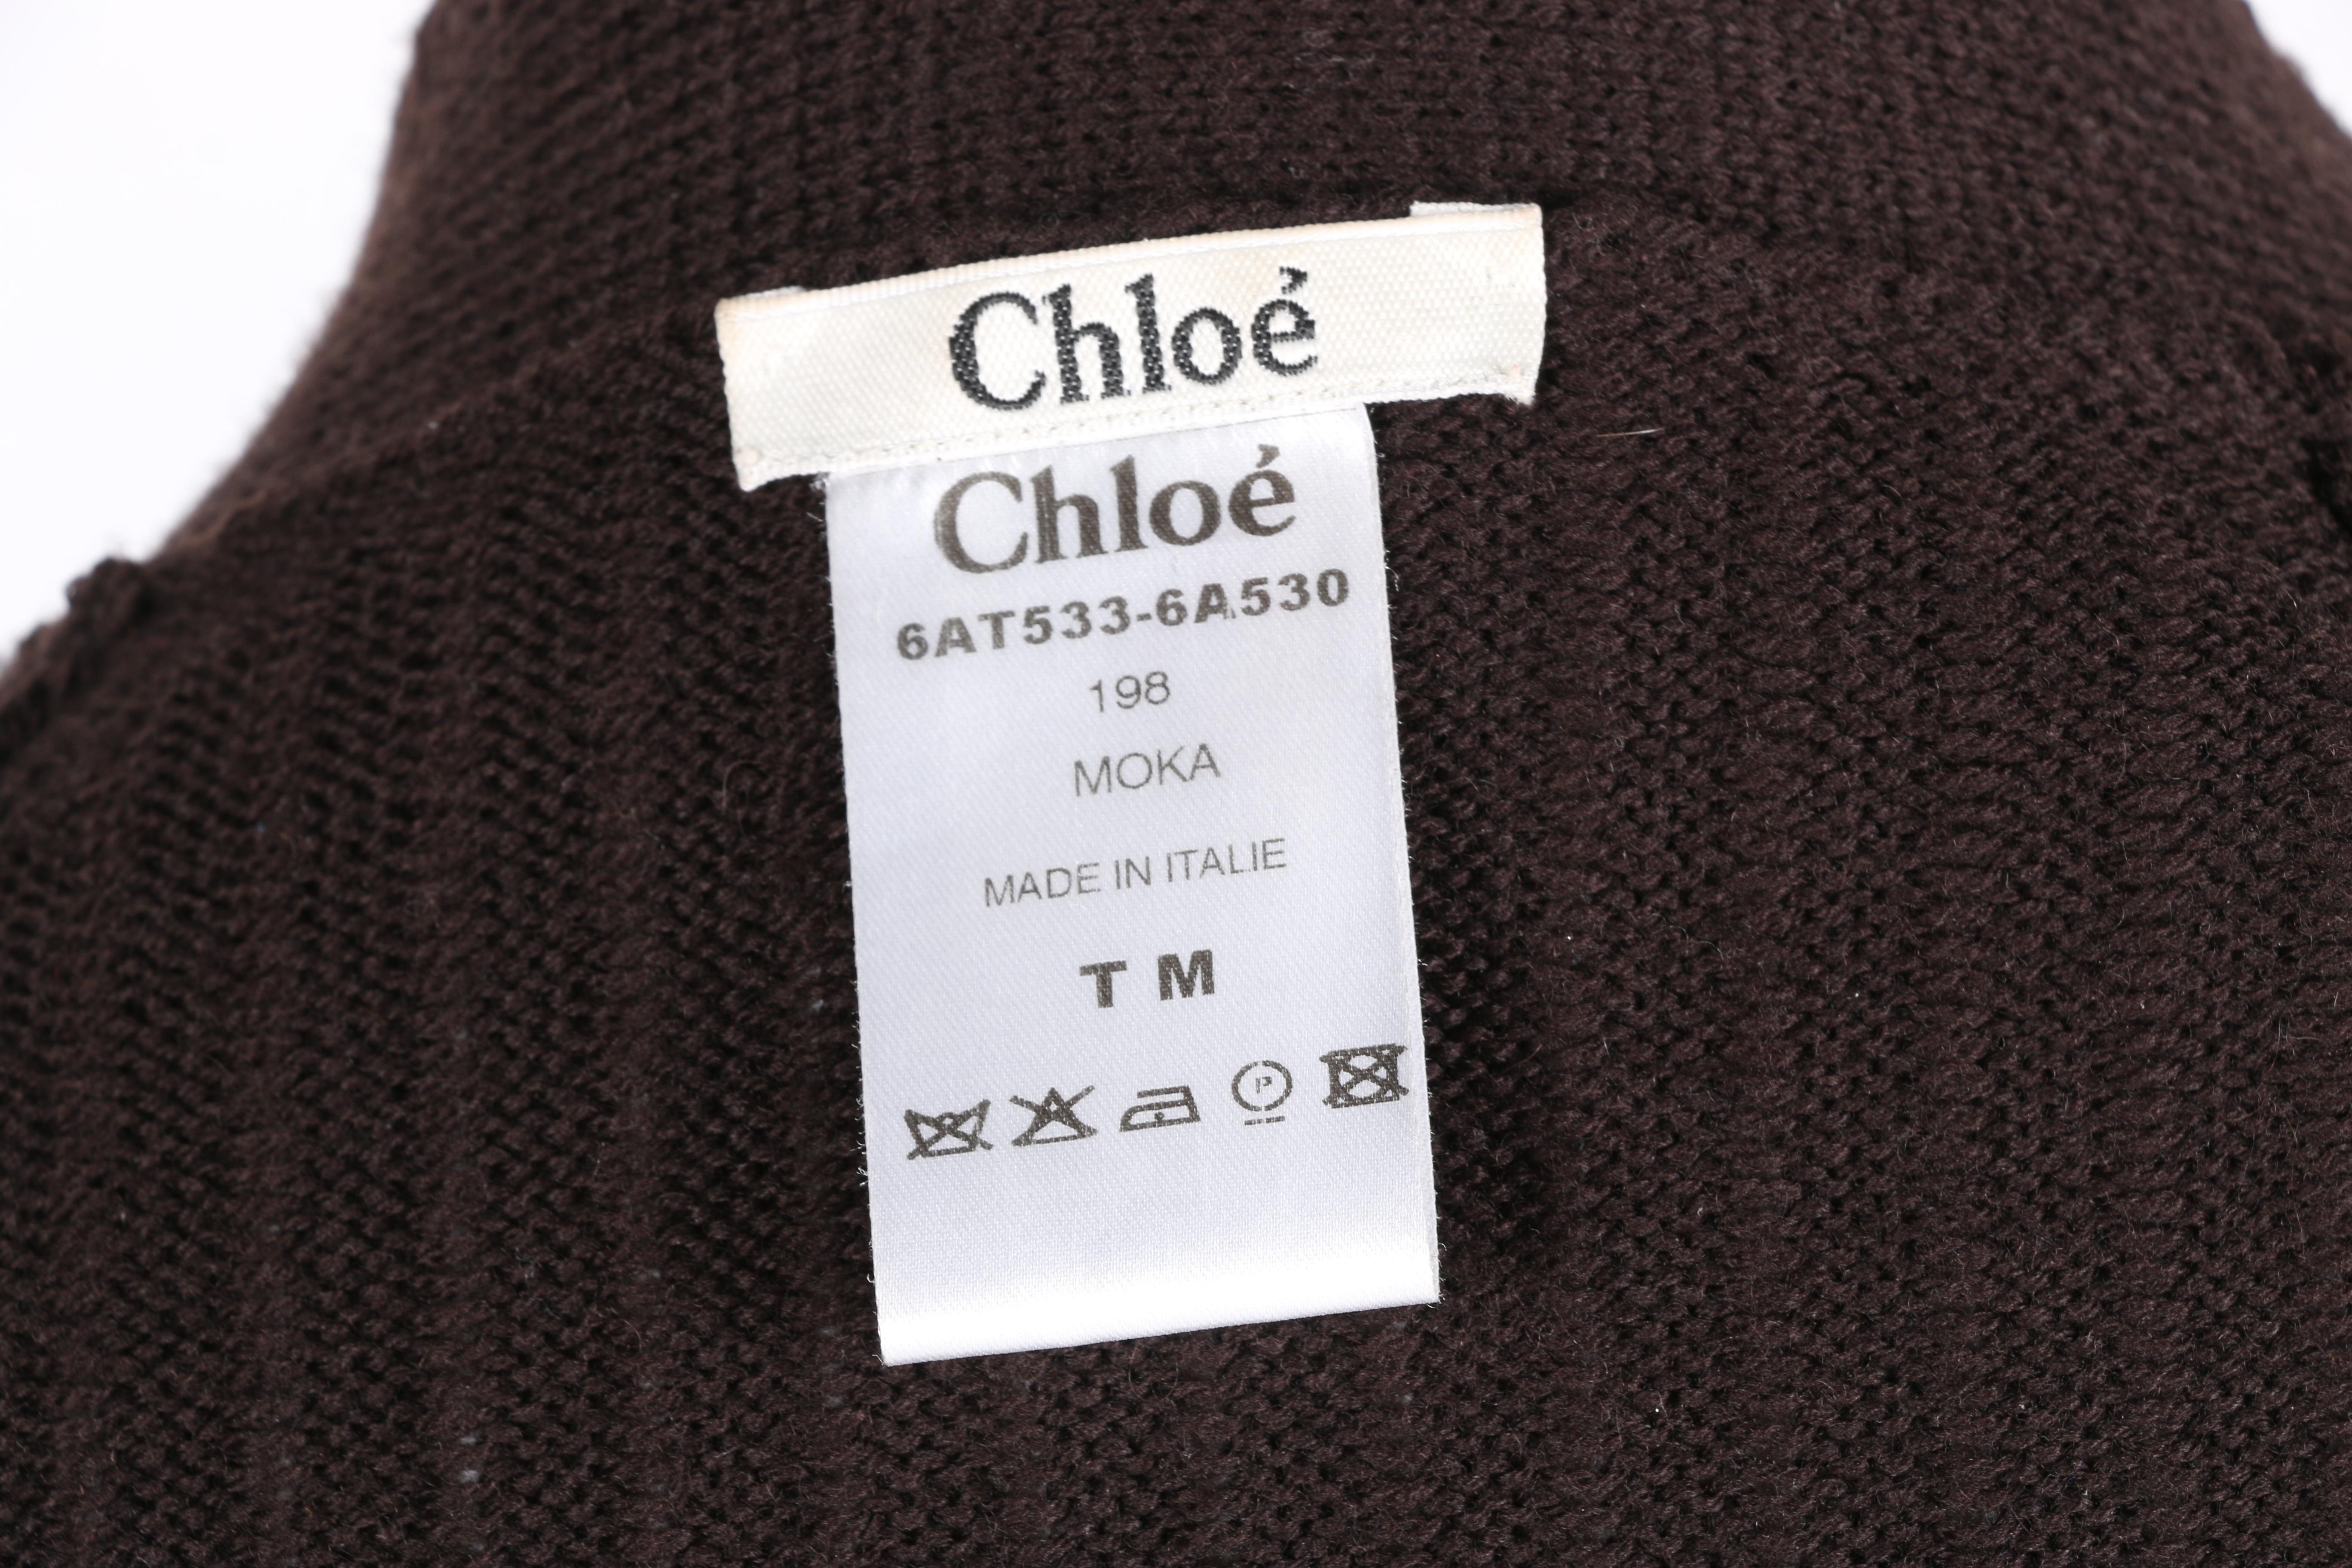 Chloé
Chloé
6AT533-6A530
198
MOKA
MADE IN ITALIE
T M
P